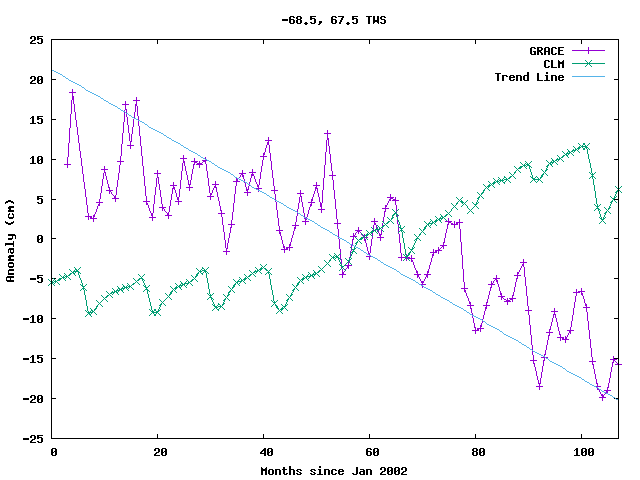 -68.5, 67.5 TWS
GRACE
CLM
Trend Line
25
20
15
10
5
0
-5
-10
-15
-20
-25
Anomaly (cm)
0 20 40 60 80 100
Months since Jan 2002